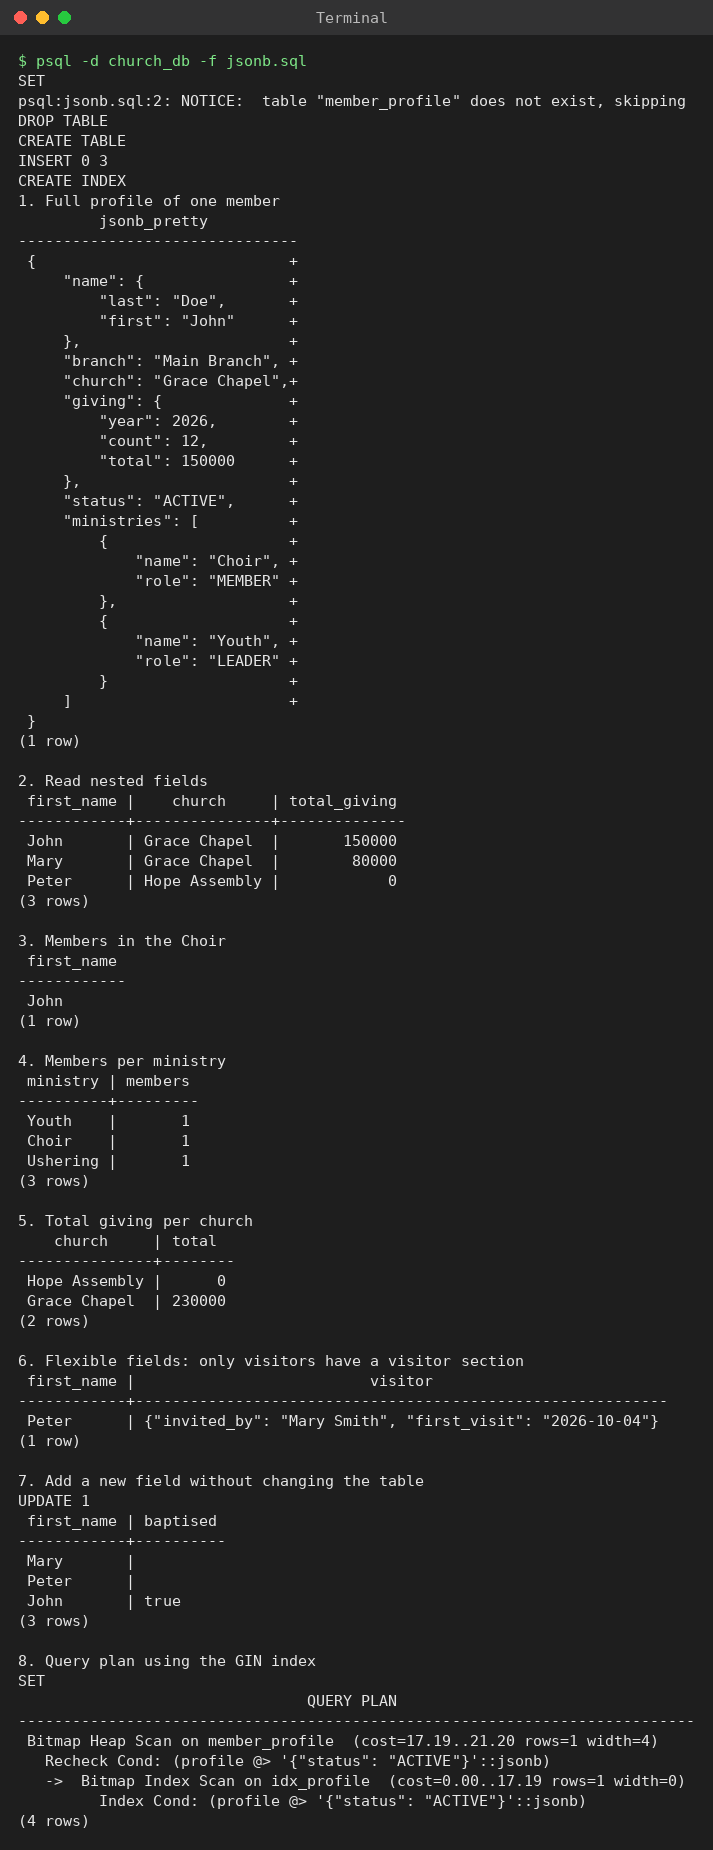 Terminal
$ psql -d church_db -f jsonb.sql
SET
psql:jsonb.sql:2: NOTICE:  table "member_profile" does not exist, skipping
DROP TABLE
CREATE TABLE
INSERT 0 3
CREATE INDEX
1. Full profile of one member
         jsonb_pretty
-------------------------------
 {                            +
     "name": {                +
         "last": "Doe",       +
         "first": "John"      +
     },                       +
     "branch": "Main Branch", +
     "church": "Grace Chapel",+
     "giving": {              +
         "year": 2026,        +
         "count": 12,         +
         "total": 150000      +
     },                       +
     "status": "ACTIVE",      +
     "ministries": [          +
         {                    +
             "name": "Choir", +
             "role": "MEMBER" +
         },                   +
         {                    +
             "name": "Youth", +
             "role": "LEADER" +
         }                    +
     ]                        +
 }
(1 row)

2. Read nested fields
 first_name |    church     | total_giving
------------+---------------+--------------
 John       | Grace Chapel  |       150000
 Mary       | Grace Chapel  |        80000
 Peter      | Hope Assembly |            0
(3 rows)

3. Members in the Choir
 first_name
------------
 John
(1 row)

4. Members per ministry
 ministry | members
----------+---------
 Youth    |       1
 Choir    |       1
 Ushering |       1
(3 rows)

5. Total giving per church
    church     | total
---------------+--------
 Hope Assembly |      0
 Grace Chapel  | 230000
(2 rows)

6. Flexible fields: only visitors have a visitor section
 first_name |                          visitor
------------+-----------------------------------------------------------
 Peter      | {"invited_by": "Mary Smith", "first_visit": "2026-10-04"}
(1 row)

7. Add a new field without changing the table
UPDATE 1
 first_name | baptised
------------+----------
 Mary       |
 Peter      |
 John       | true
(3 rows)

8. Query plan using the GIN index
SET
                                QUERY PLAN
---------------------------------------------------------------------------
 Bitmap Heap Scan on member_profile  (cost=17.19..21.20 rows=1 width=4)
   Recheck Cond: (profile @> '{"status": "ACTIVE"}'::jsonb)
   ->  Bitmap Index Scan on idx_profile  (cost=0.00..17.19 rows=1 width=0)
         Index Cond: (profile @> '{"status": "ACTIVE"}'::jsonb)
(4 rows)